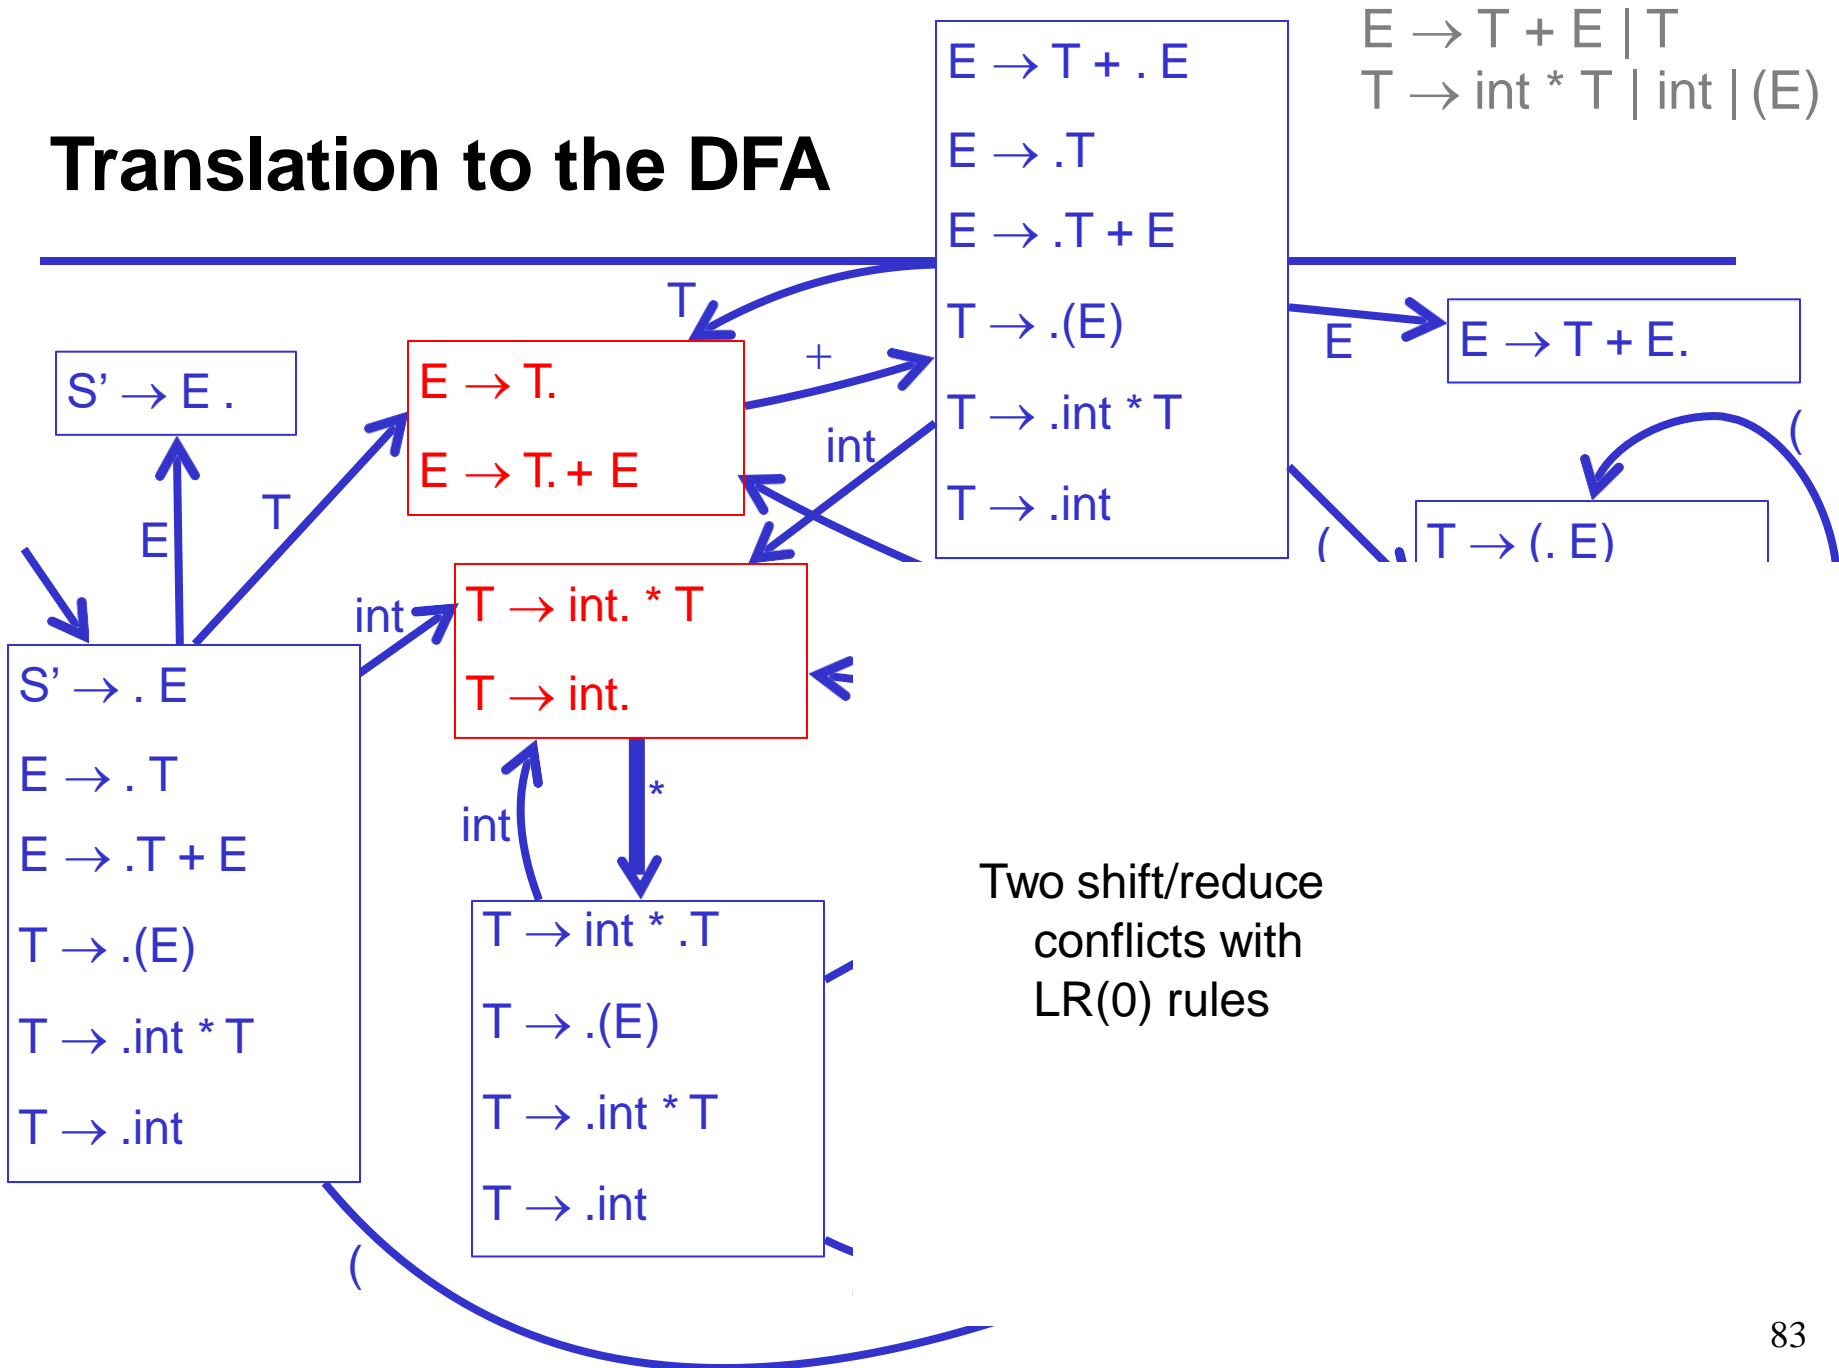 E → T + E | T
T → int * T | int | (E)
Translation to the DFA
E → T + . E
E → .T
E → .T + E
T → .(E)
T → .int * T
T → .int
T
+
E
E → T + E.
S’ → E .
E → T.
E → T. + E
int
(
(
T → (. E)
E
T
int
T → int. * T
T → int.
S’ → . E
E → . T
E → .T + E
T → .(E)
T → .int * T
T → .int
int
*
T → int * .T
T → .(E)
T → .int * T
T → .int
(
Two shift/reduce
conflicts with
LR(0) rules
83